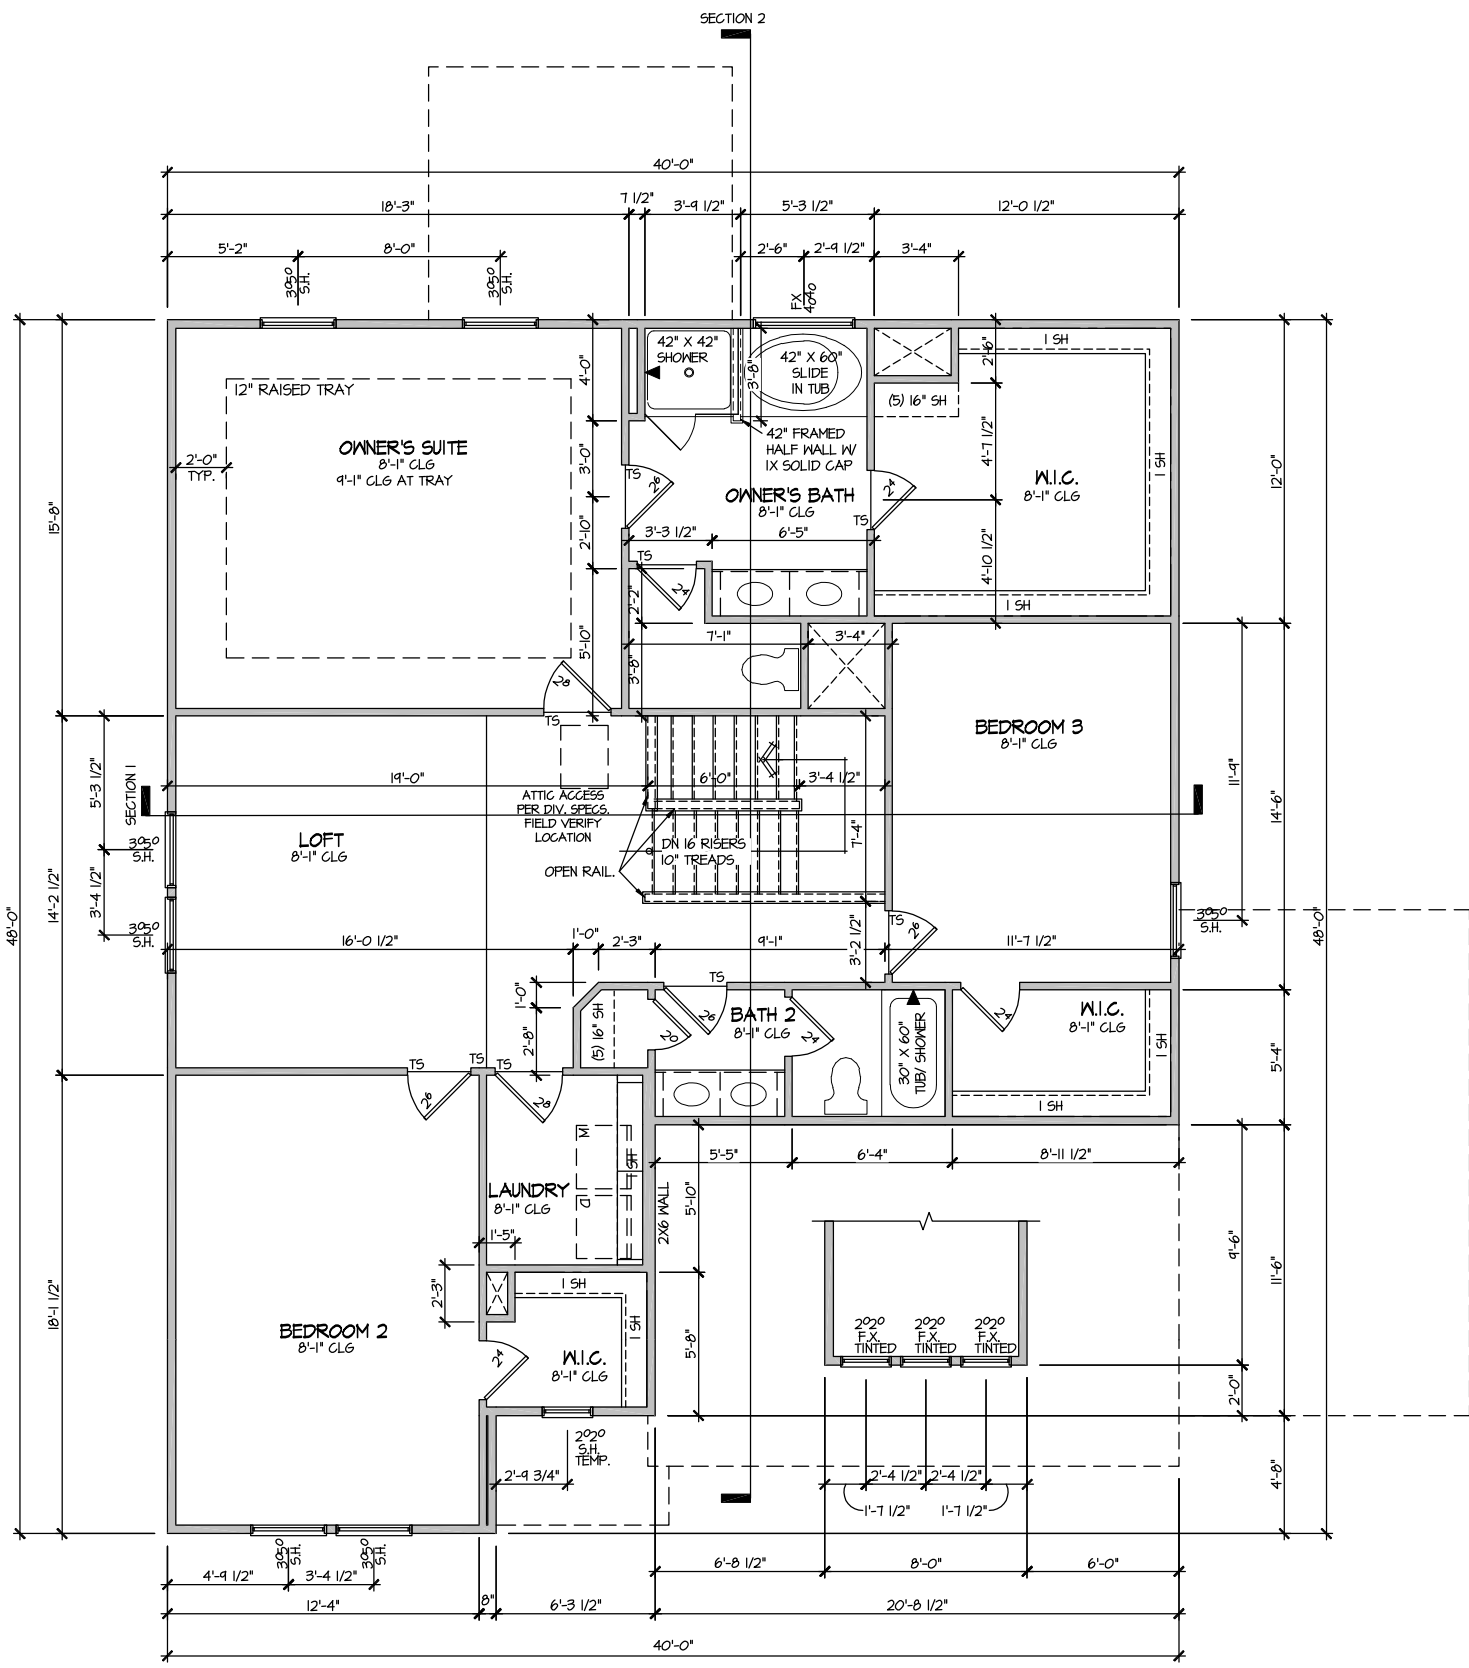 SECTION 2
40'-0"
18'-3"
7 1/2"
3'-9 1/2"
5'-3 1/2"
12'-0 1/2"
5'-2"
8'-0"
2'-6"
2'-9 1/2"
3'-4"
3050
S.H.
3050
S.H.
FX
4040
42" X 42"
SHOWER
42" X 60"
SLIDE
IN TUB
3'-8"
4'-0"
2'-6"
1 SH
(5) 16" SH
12" RAISED TRAY
42" FRAMED
HALF WALL W/
1X SOLID CAP
OWNER'S SUITE
8'-1" CLG
9'-1" CLG AT TRAY
2'-0"
TYP.
3'-0"
TS
26
4'-7 1/2"
1 SH
W.I.C.
8'-1" CLG
24
TS
OWNER'S BATH
8'-1" CLG
12'-0"
15'-8"
2'-10"
3'-3 1/2"
6'-5"
TS
24
4'-10 1/2"
1 SH
2'-2"
5'-10"
7'-1"
3'-4"
3'-8"
28
TS
BEDROOM 3
8'-1" CLG
5'-3 1/2"
SECTION 1
19'-0"
6'-0"
3'-4 1/2"
11'-9"
ATTIC ACCESS
PER DIV. SPECS.
FIELD VERIFY
LOCATION
14'-6"
LOFT
8'-1" CLG
3050
S.H.
DN 16 RISERS
10" TREADS
7'-4"
OPEN RAIL.
14'-2 1/2"
3'-4 1/2"
48'-0"
3050
S.H.
TS
26
3050
S.H.
48'-0"
16'-0 1/2"
1'-0"
2'-3"
9'-1"
3'-2 1/2"
11'-7 1/2"
TS
1'-0"
2'-8"
(5) 16" SH
20
26
BATH 2
8'-1" CLG
24
30" X 60"
TUB/ SHOWER
24
W.I.C.
8'-1" CLG
1 SH
1 SH
5'-4"
TS
TS
TS
26
28
W
1 SH
D
LAUNDRY
8'-1" CLG
2X6 WALL
5'-5"
6'-4"
8'-11 1/2"
5'-10"
1'-5"
2'-3"
1 SH
1 SH
9'-6"
11'-6"
18'-1 1/2"
BEDROOM 2
8'-1" CLG
24
W.I.C.
8'-1" CLG
5'-8"
2020
F.X.
TINTED
2020
F.X.
TINTED
2020
F.X.
TINTED
2'-0"
2020
S.H.
TEMP.
2'-9 3/4"
2'-4 1/2"
2'-4 1/2"
1'-7 1/2"
1'-7 1/2"
4'-8"
3050
S.H.
3050
S.H.
4'-9 1/2"
3'-4 1/2"
6'-8 1/2"
8'-0"
6'-0"
12'-4"
8"
6'-3 1/2"
20'-8 1/2"
40'-0"